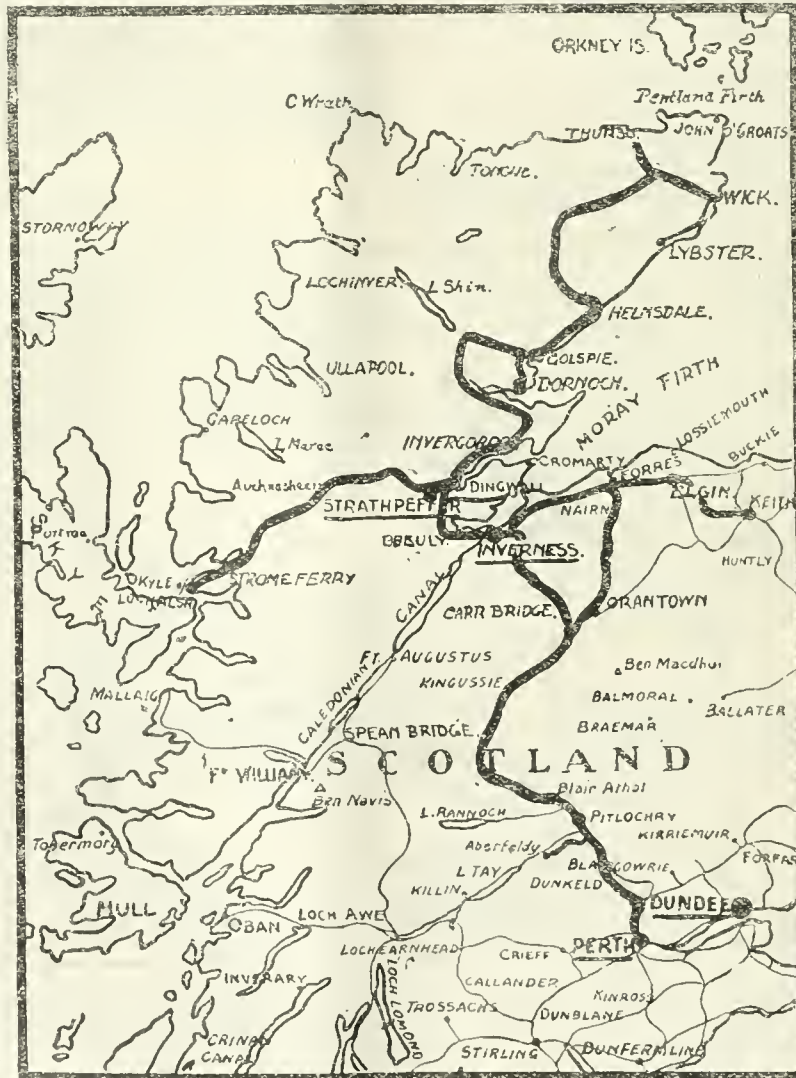 ORKNEY IS.
Pentland Firth
C Wrath
THURSO.
JOHN O'GROATS
TONGUE.
WICK.
STORNOWEY
LYBSTER.
LOCHINVER.
L Shin.
HELMSDALE.
GOLSPIE.
ULLAPOOL.
DORNOCH.
MORAY FIRTH
GAPELOCH
L Maree
INVERGORDO
LOSSIEMOUTH
CROMARTY
FORRES
BUCKIE
Auchnasheen
DINGWALL
ELGIN
STRATHPEFFER
NAIRN
KEITH
BEAULY.
INVERNESS.
HUNTLY
KYLE of
LOCHALSH
STROMEFERRY
CARR BRIDGE.
GRANTOWN
CALEDONIAN CANAL
FT. AUGUSTUS
Ben Macdhui
KINGUSSIE
MALLAIG
BALMORAL
BALLATER
BRAEMAR
SPEAN BRIDGE.
SCOTLAND
FT WILLIAM.
Ben Nevis
Blair Athol
L. RANNOCH
PITLOCHRY
KIRRIEMUIR
Tobermory
Aberfeldy
FORFAR
L TAY
BLAIRGOWRIE
KILLIN
DUNKELD
MULL
DUNDEE
OBAN
LOCH AWE
PERTH
LOCHEARNHEAD
CRIEFF
INVERARY
LOCH LOMOND
CALLANDER
KINROSS
TROSSACHS
DUNBLANE
CRINAN
CANAL
STIRLING
DUNFERMLINE